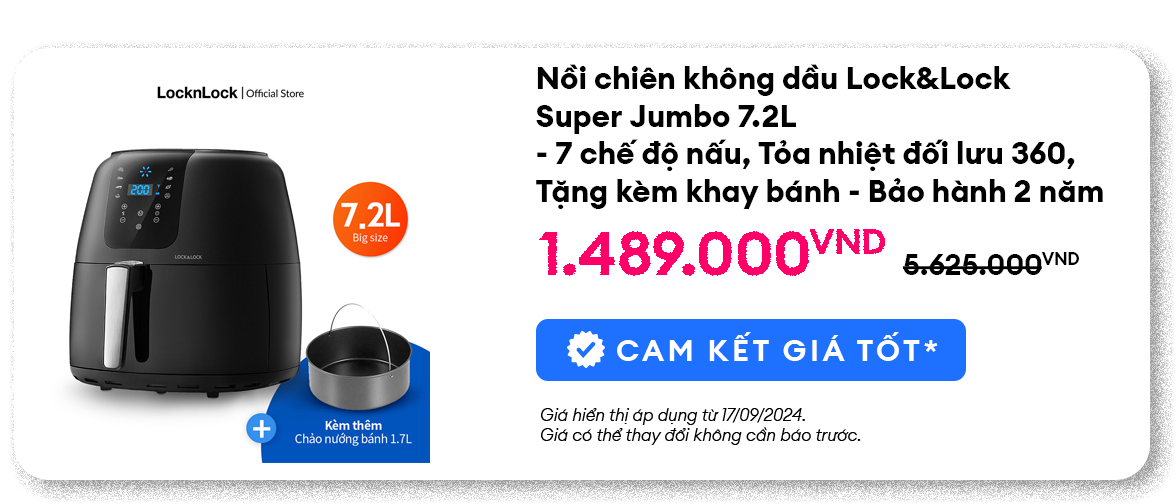 LocknLock | Official Store
200
LOCK&LOCK
7.2L
Big size
Kèm thêm
Chảo nướng bánh 1.7L
Nồi chiên không dầu Lock&Lock
Super Jumbo 7.2L
- 7 chế độ nấu, Tỏa nhiệt đối lưu 360,
Tặng kèm khay bánh - Bảo hành 2 năm
1.489.000VND
5.625.000VND
CAM KẾT GIÁ TỐT*
Giá hiển thị áp dụng từ 17/09/2024.
Giá có thể thay đổi không cần báo trước.